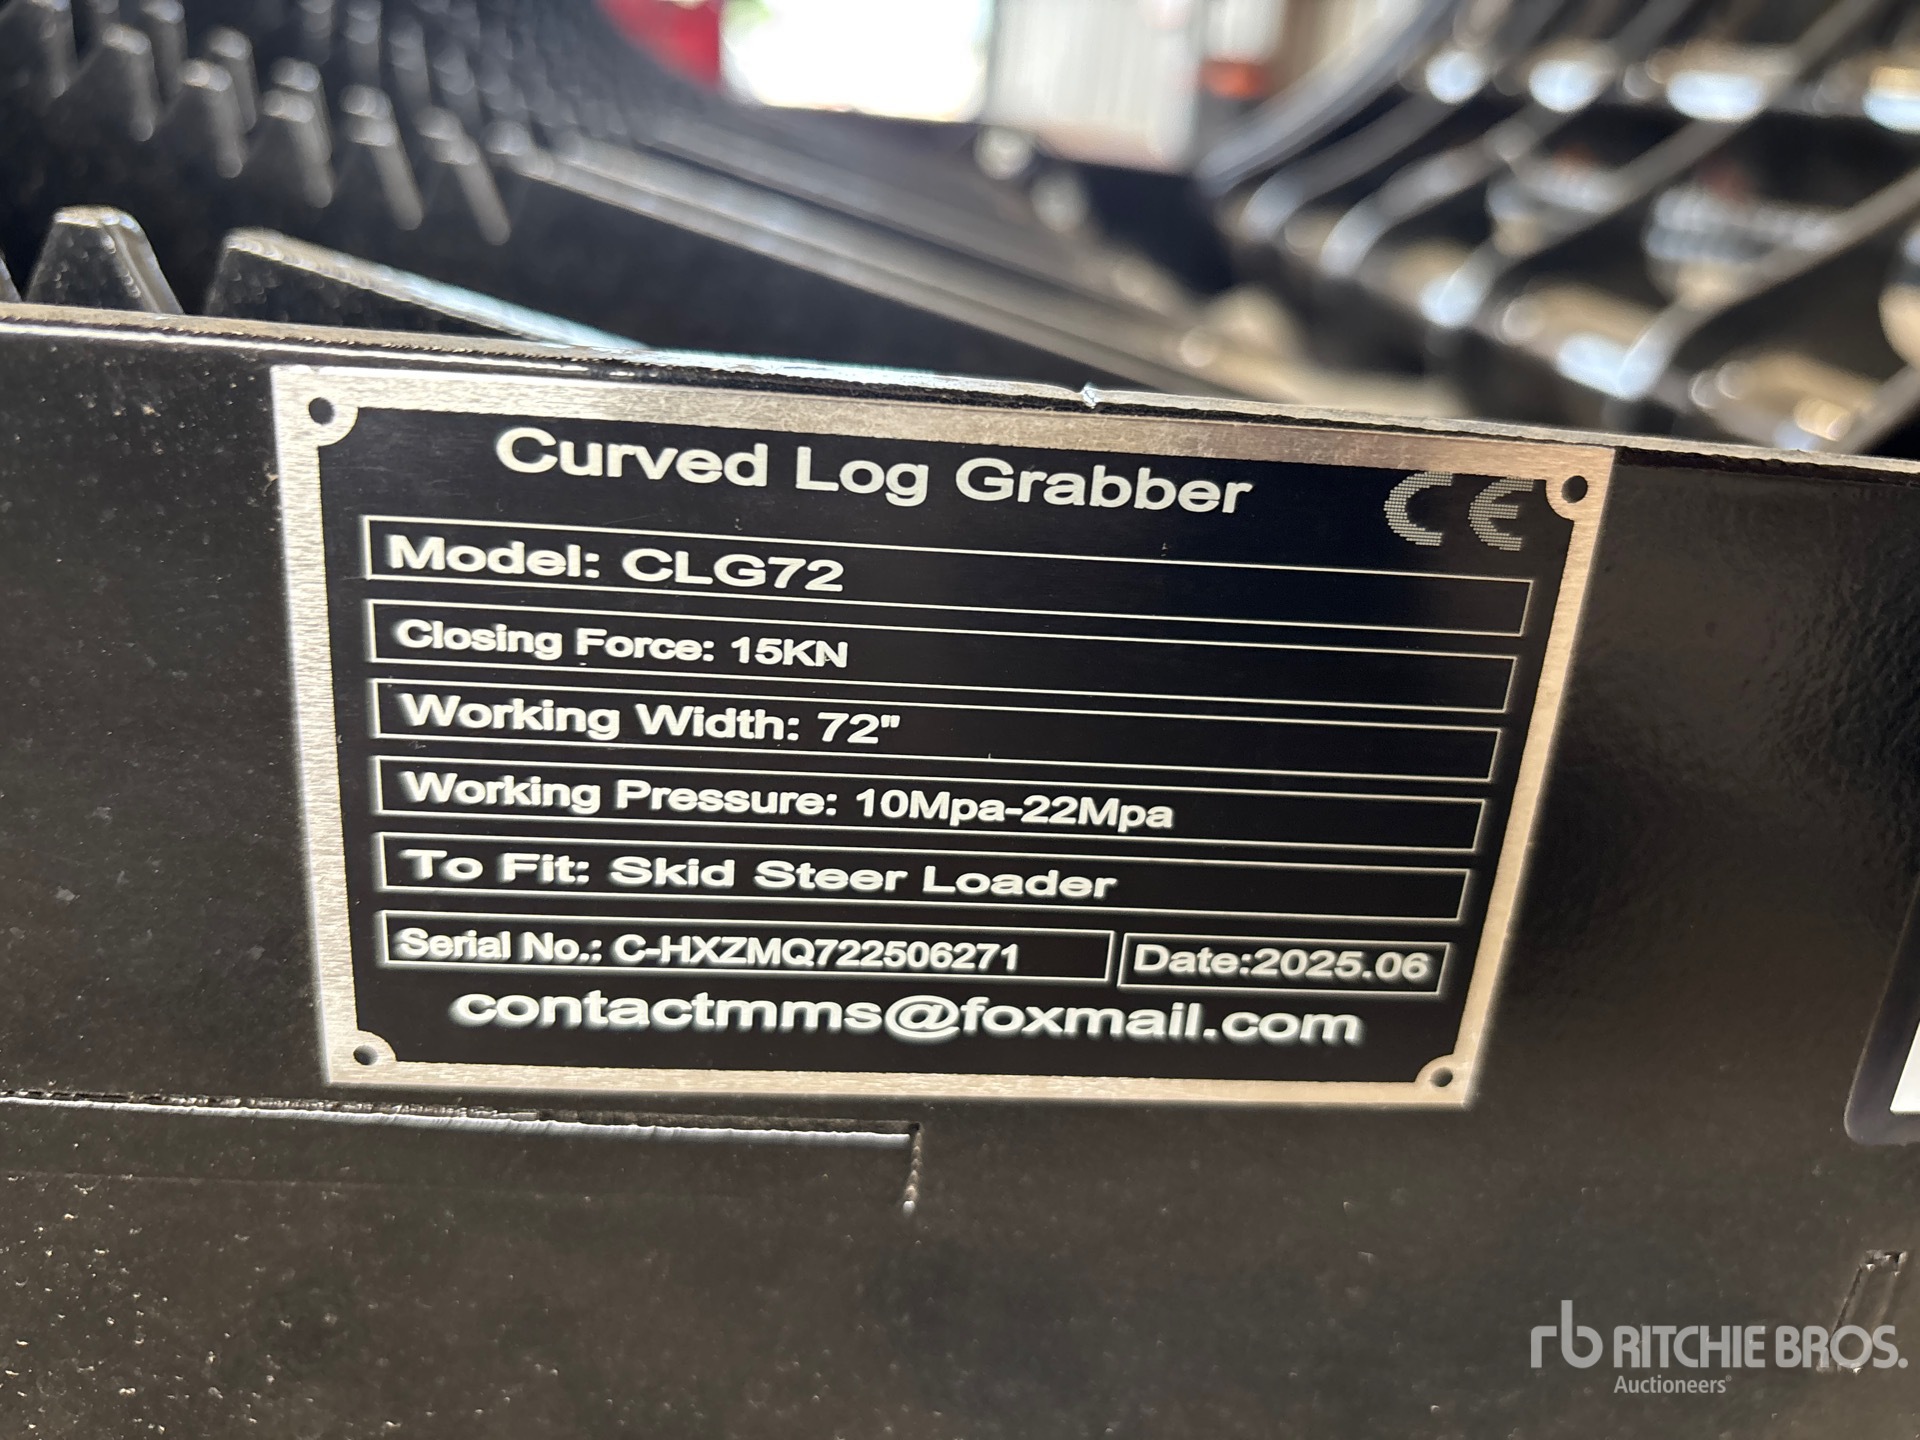 Curved Log Grabber
CE
Model: CLG72
Closing Force: 15KN
Working Width: 72"
Working Pressure: 10Mpa-22Mpa
To Fit: Skid Steer Loader
Serial No.: C-HXZMQ722506271 Date:2025.06
contactmms@foxmail.com
rb RITCHIE BROS.
Auctioneers